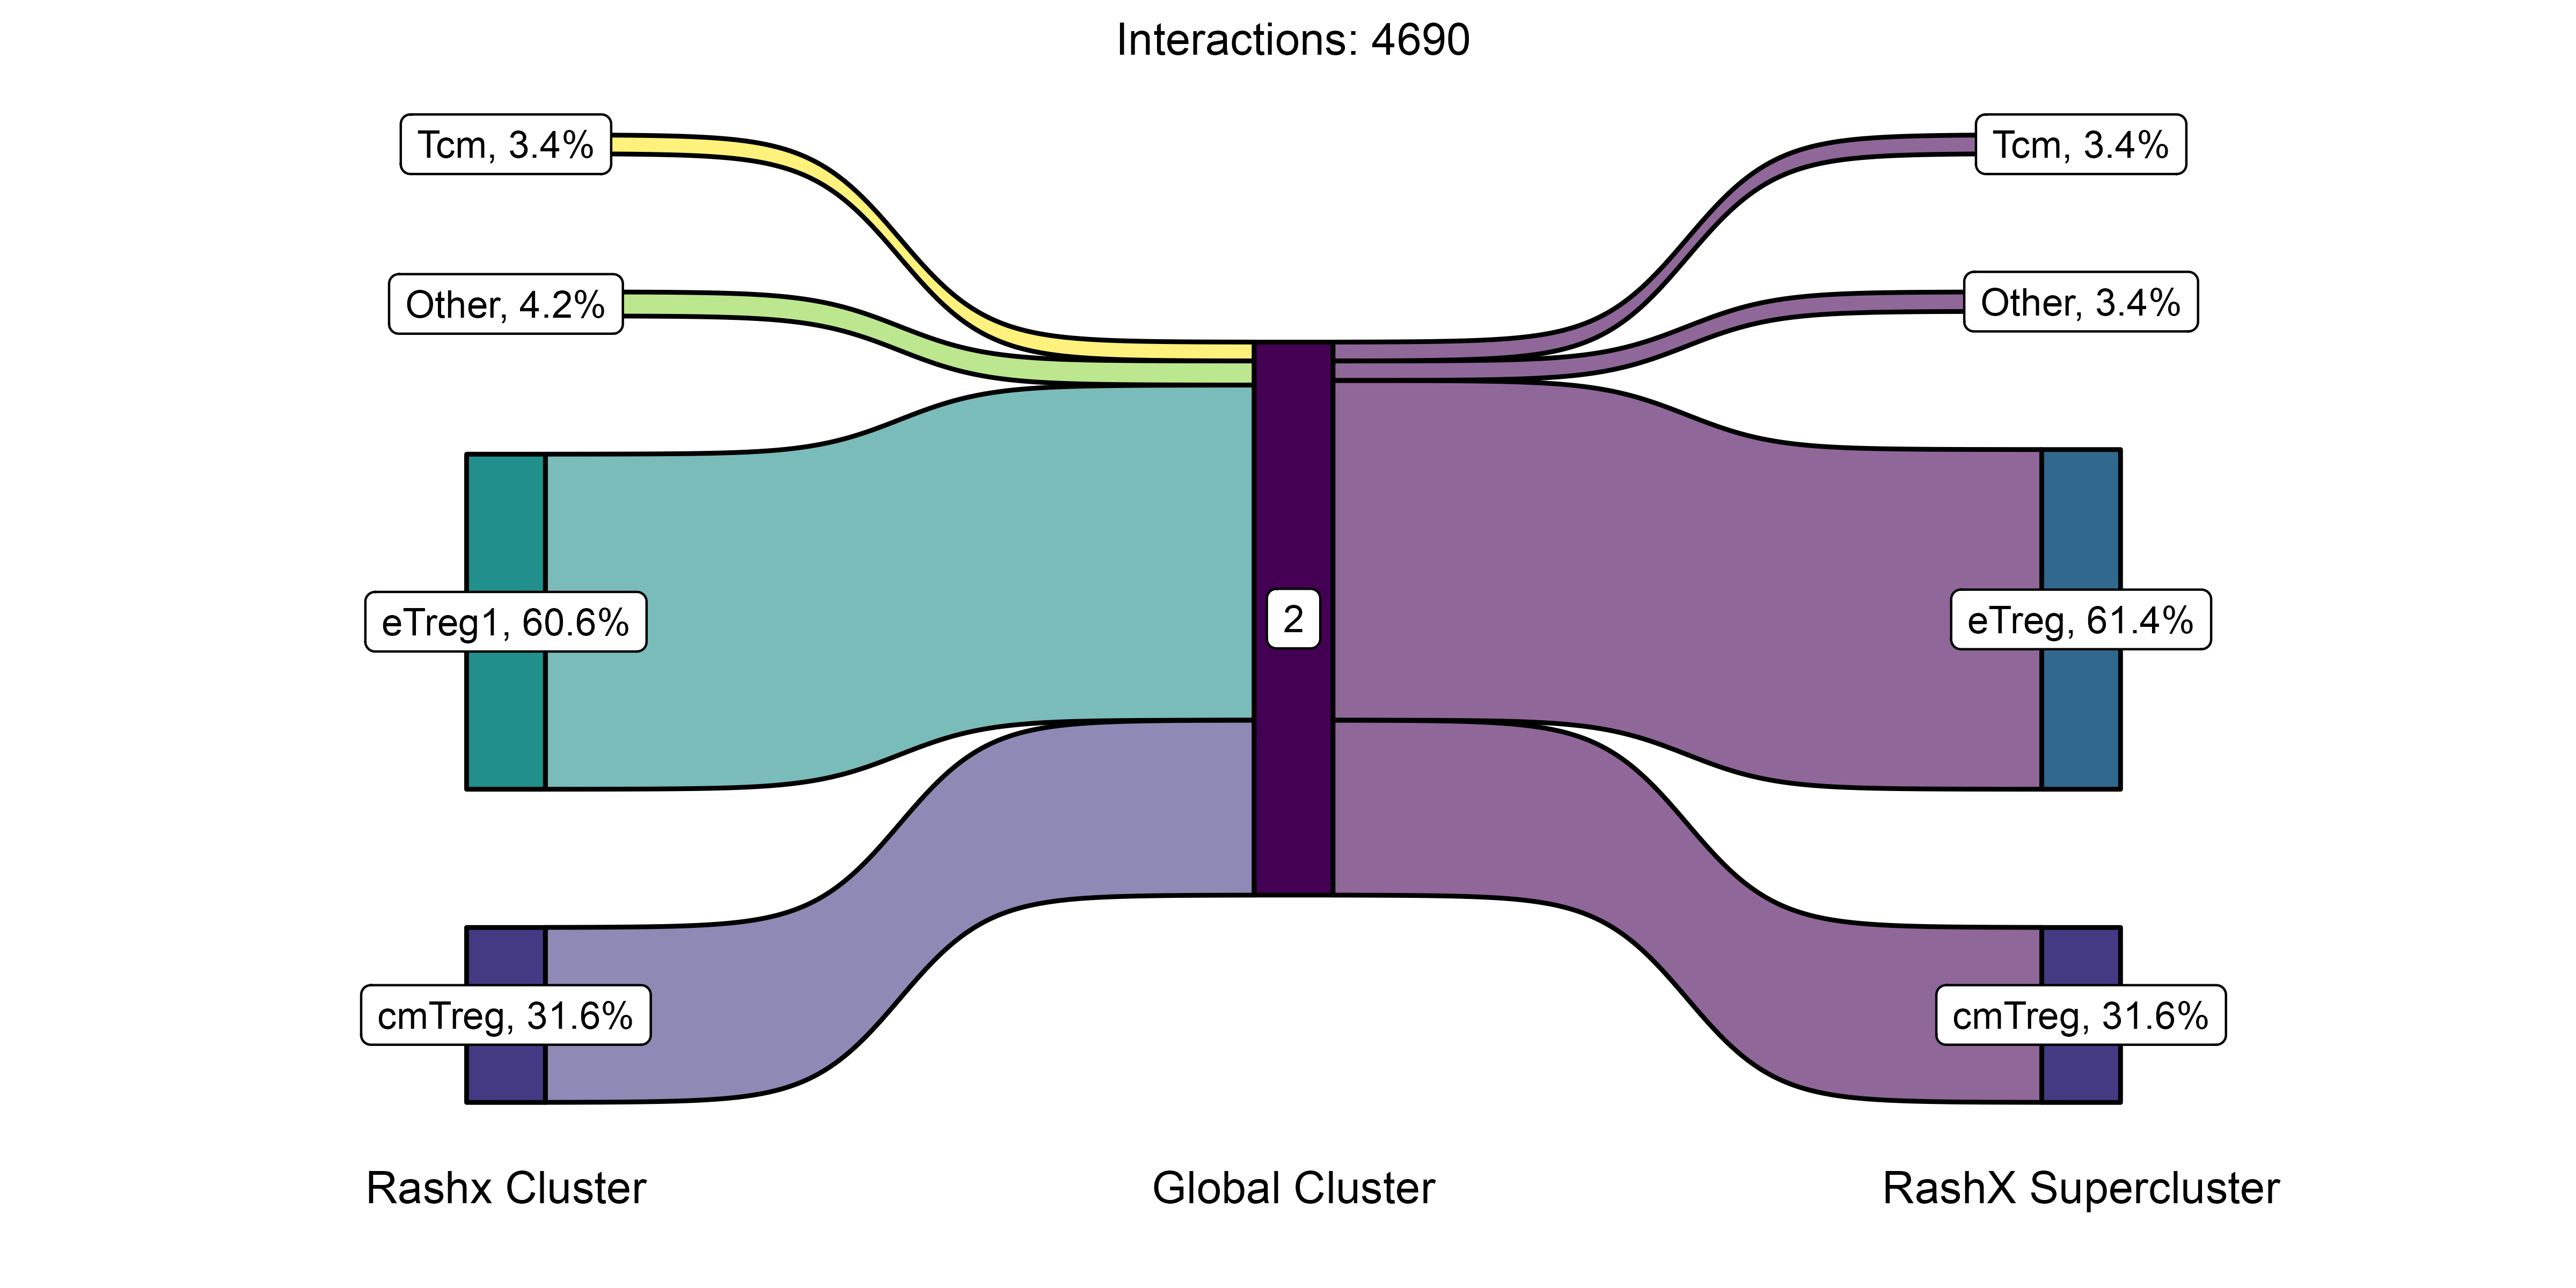 Interactions: 4690
Tcm, 3.4%
Tcm, 3.4%
Other, 4.2%
Other, 3.4%
eTreg1, 60.6%
2
eTreg, 61.4%
cmTreg, 31.6%
cmTreg, 31.6%
Rashx Cluster
Global Cluster
RashX Supercluster